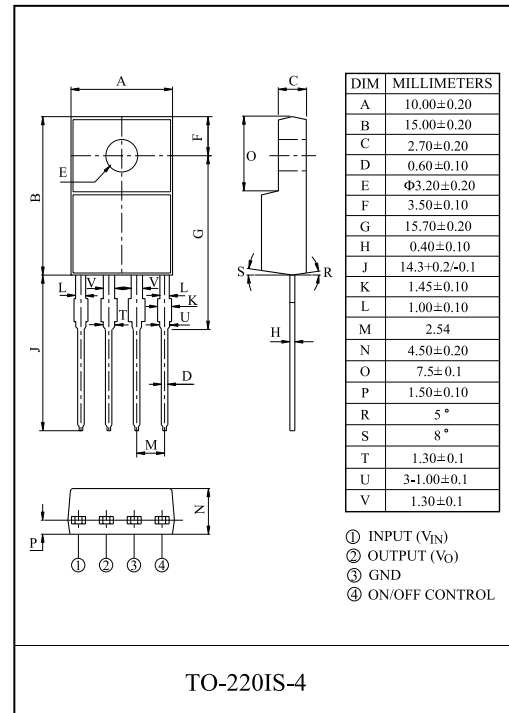 A
C
F
E
O
B
G
S
R
L
V
V
L
K
T
U
J
H
D
M
N
P
① ② ③ ④
DIM MILLIMETERS
A 10.00±0.20
B 15.00±0.20
C 2.70±0.20
D 0.60±0.10
E Φ3.20±0.20
F 3.50±0.10
G 15.70±0.20
H 0.40±0.10
J 14.3+0.2/-0.1
K 1.45±0.10
L 1.00±0.10
M 2.54
N 4.50±0.20
O 7.5±0.1
P 1.50±0.10
R 5°
S 8°
T 1.30±0.1
U 3-1.00±0.1
V 1.30±0.1
① INPUT (VIN)
② OUTPUT (VO)
③ GND
④ ON/OFF CONTROL
TO-220IS-4